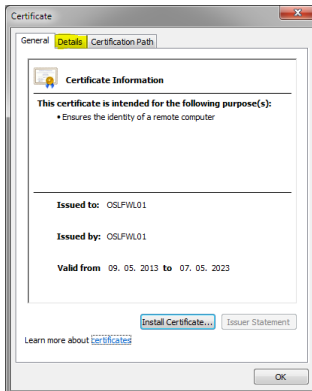 Certificate
General Details Certification Path
Certificate Information
This certificate is intended for the following purpose(s):
• Ensures the identity of a remote computer
Issued to: OSLFWL01
Issued by: OSLFWL01
Valid from 09. 05. 2013 to 07. 05. 2023
Install Certificate... Issuer Statement
Learn more about certificates
OK